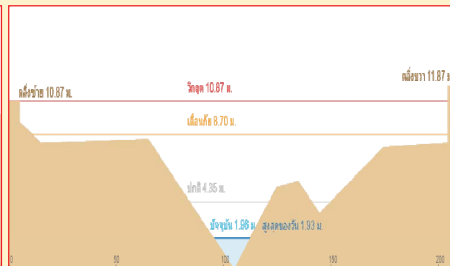 ตลิ่งขวา 11.87 ม.
ตลิ่งซ้าย 10.87 ม.
วิกฤต 10.87 ม.
เตือนภัย 8.70 ม.
ปกติ 4.35 ม.
ปัจจุบัน 1.96 ม. สูงสุดของวัน 1.93 ม.
0 50 100 150 200